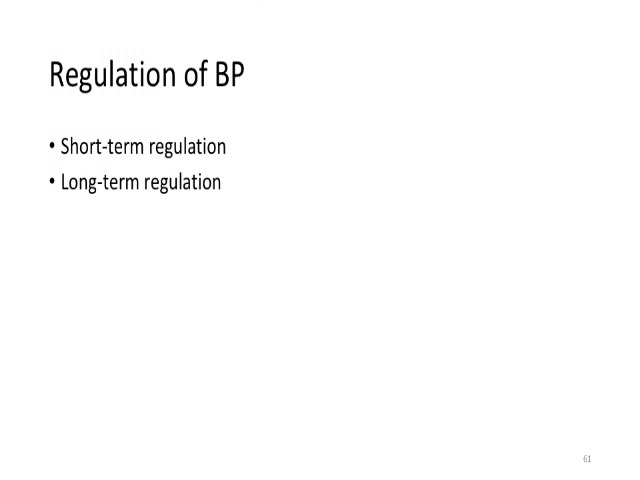 Regulation of BP
• Short-term regulation
• Long-term regulation
61